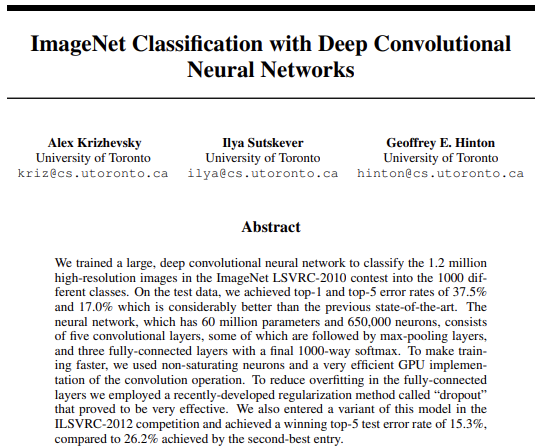 ImageNet Classification with Deep Convolutional
Neural Networks
Alex Krizhevsky
University of Toronto
kriz@cs.utoronto.ca
Ilya Sutskever
University of Toronto
ilya@cs.utoronto.ca
Geoffrey E. Hinton
University of Toronto
hinton@cs.utoronto.ca
Abstract
We trained a large, deep convolutional neural network to classify the 1.2 million
high-resolution images in the ImageNet LSVRC-2010 contest into the 1000 dif-
ferent classes. On the test data, we achieved top-1 and top-5 error rates of 37.5%
and 17.0% which is considerably better than the previous state-of-the-art. The
neural network, which has 60 million parameters and 650,000 neurons, consists
of five convolutional layers, some of which are followed by max-pooling layers,
and three fully-connected layers with a final 1000-way softmax. To make train-
ing faster, we used non-saturating neurons and a very efficient GPU implemen-
tation of the convolution operation. To reduce overfitting in the fully-connected
layers we employed a recently-developed regularization method called “dropout”
that proved to be very effective. We also entered a variant of this model in the
ILSVRC-2012 competition and achieved a winning top-5 test error rate of 15.3%,
compared to 26.2% achieved by the second-best entry.